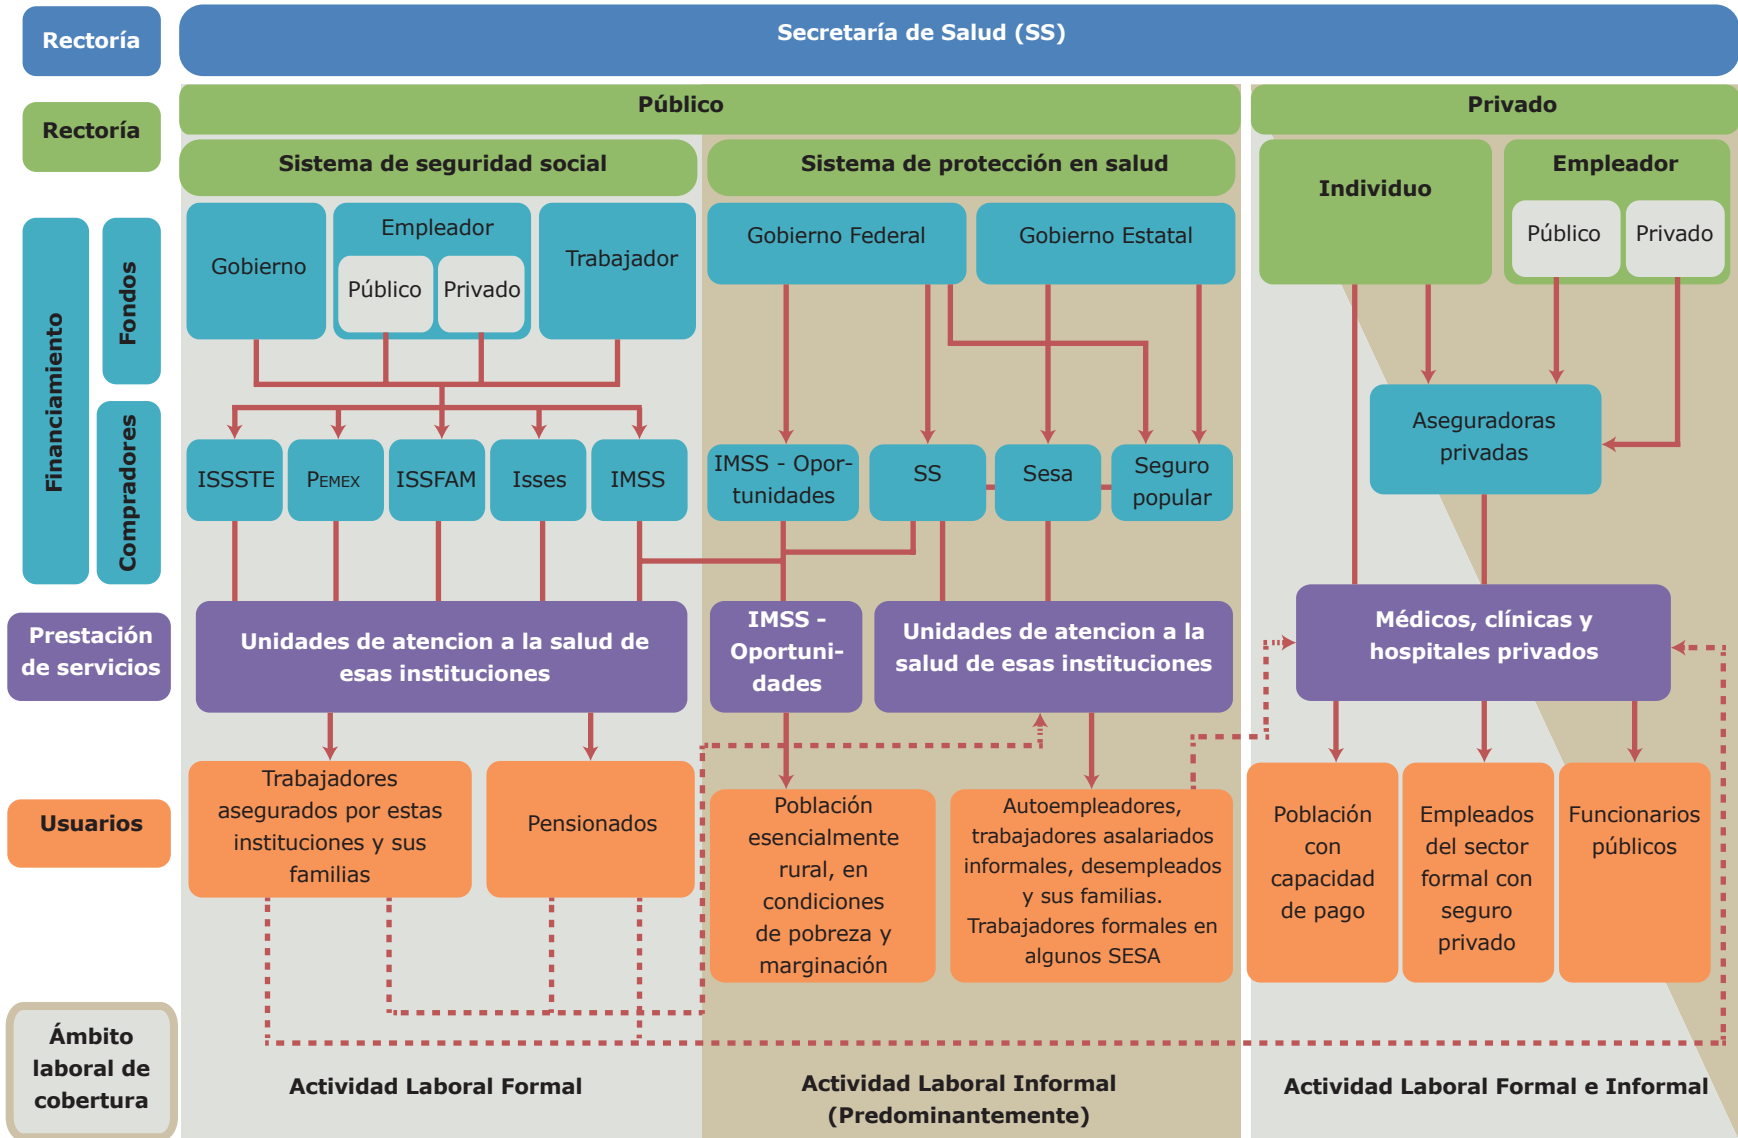 Rectoría
Secretaría de Salud (SS)
Rectoría
Público
Privado
Sistema de seguridad social
Sistema de protección en salud
Individuo
Empleador
Público
Privado
Financiamiento
Fondos
Compradores
Gobierno
Empleador
Público
Privado
Trabajador
Gobierno Federal
Gobierno Estatal
Aseguradoras
privadas
ISSSTE
PEMEX
ISSFAM
Isses
IMSS
IMSS - Opor-
tunidades
SS
Sesa
Seguro
popular
Prestación
de servicios
Unidades de atencion a la salud de
esas instituciones
IMSS -
Oportuni-
dades
Unidades de atencion a la
salud de esas instituciones
Médicos, clínicas y
hospitales privados
Usuarios
Trabajadores
asegurados por estas
instituciones y sus
familias
Pensionados
Población
esencialmente
rural, en
condiciones
de pobreza y
marginación
Autoempleadores,
trabajadores asalariados
informales, desempleados
y sus familias.
Trabajadores formales en
algunos SESA
Población
con
capacidad
de pago
Empleados
del sector
formal con
seguro
privado
Funcionarios
públicos
Ámbito
laboral de
cobertura
Actividad Laboral Formal
Actividad Laboral Informal
(Predominantemente)
Actividad Laboral Formal e Informal